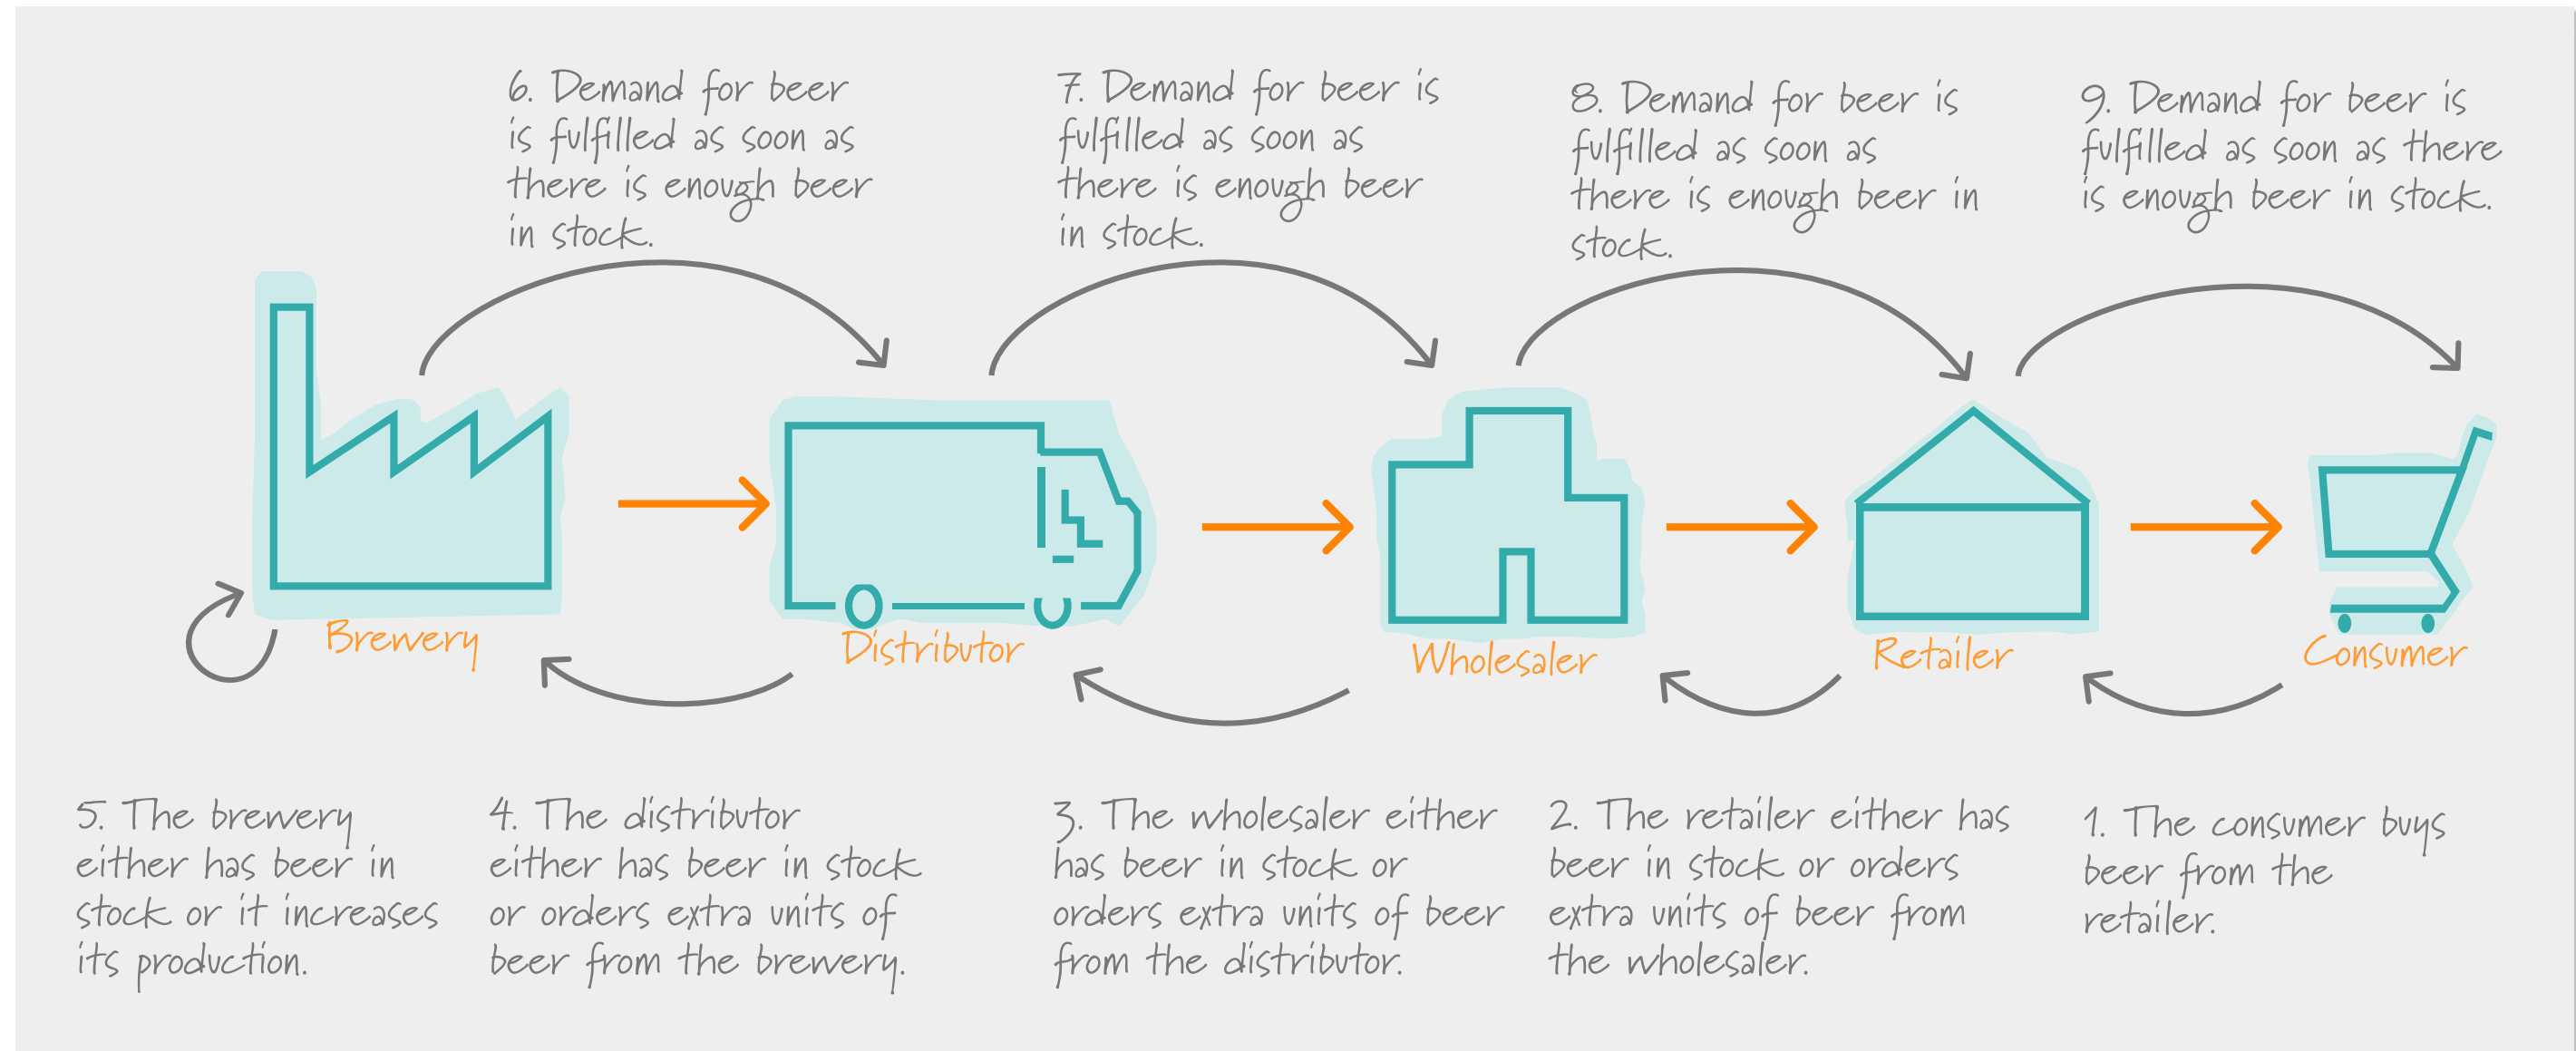 6. Demand for beer
is fulfilled as soon as
there is enough beer
in stock.
7. Demand for beer is
fulfilled as soon as
there is enough beer
in stock.
8. Demand for beer is
fulfilled as soon as
there is enough beer in
stock.
9. Demand for beer is
fulfilled as soon as there
is enough beer in stock.
Brewery
Distributor
Wholesaler
Retailer
Consumer
5. The brewery
either has beer in
stock or it increases
its production.
4. The distributor
either has beer in stock
or orders extra units of
beer from the brewery.
3. The wholesaler either
has beer in stock or
orders extra units of beer
from the distributor.
2. The retailer either has
beer in stock or orders
extra units of beer from
the wholesaler.
1. The consumer buys
beer from the
retailer.